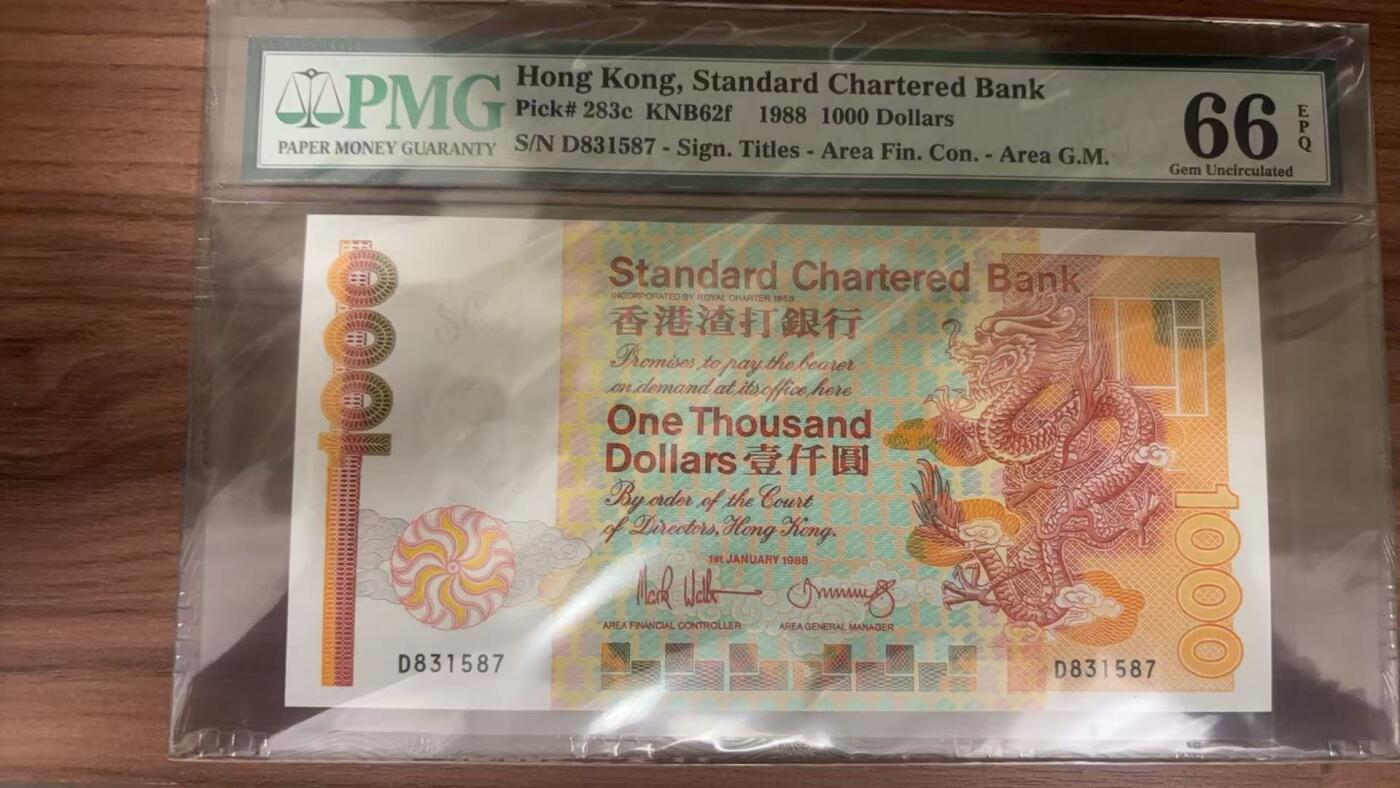 PMG
PAPER MONEY GUARANTY
Hong Kong, Standard Chartered Bank
Pick# 283c KNB62f 1988 1000 Dollars
S/N D831587 - Sign. Titles - Area Fin. Con. - Area G.M.
66
EPQ
Gem Uncirculated
Standard Chartered Bank
INCORPORATED BY ROYAL CHARTER 1853
香港渣打銀行
Promises to pay the bearer
on demand at its office here
One Thousand
Dollars 壹仟圓
By order of the Court
of Directors, Hong Kong.
1st JANUARY 1988
AREA FINANCIAL CONTROLLER
AREA GENERAL MANAGER
D831587
D831587
1000
1000